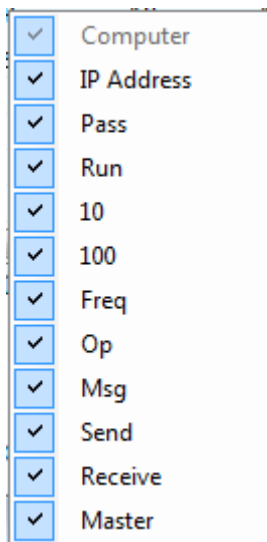 Computer
IP Address
Pass
Run
10
100
Freq
Op
Msg
Send
Receive
Master